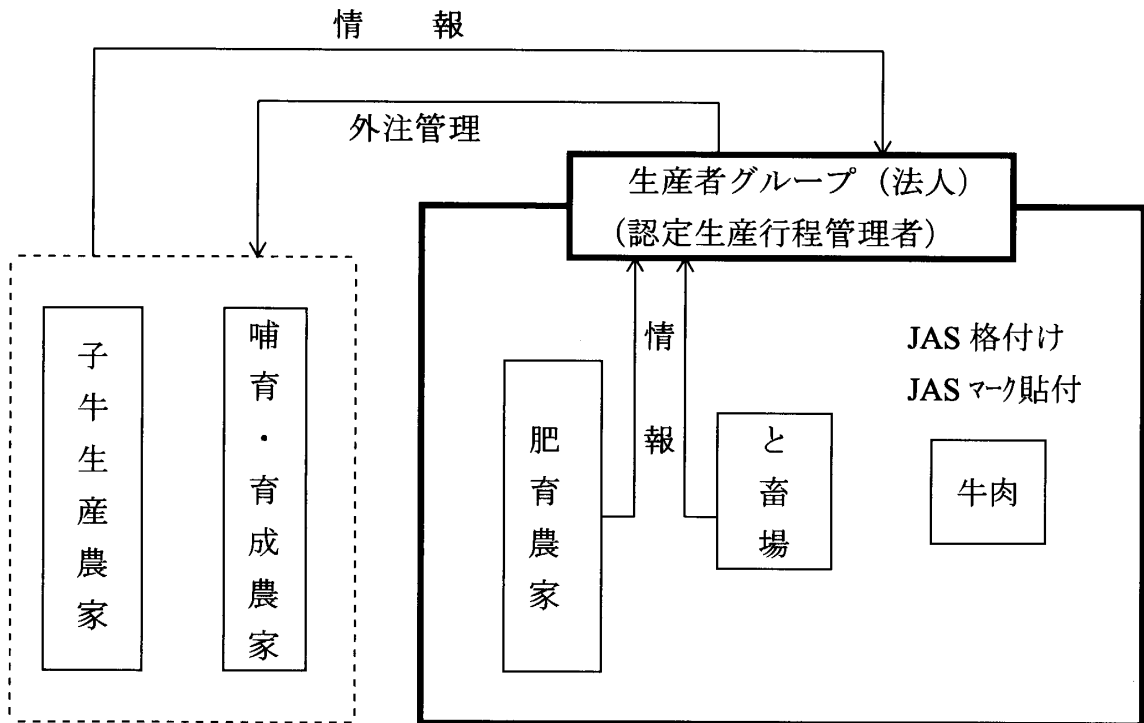 情 報
外注管理
生産者グループ（法人）
（認定生産行程管理者）
子牛生産農家
哺育・育成農家
肥育農家
情報
と畜場
JAS 格付け
JAS マーク貼付
牛肉